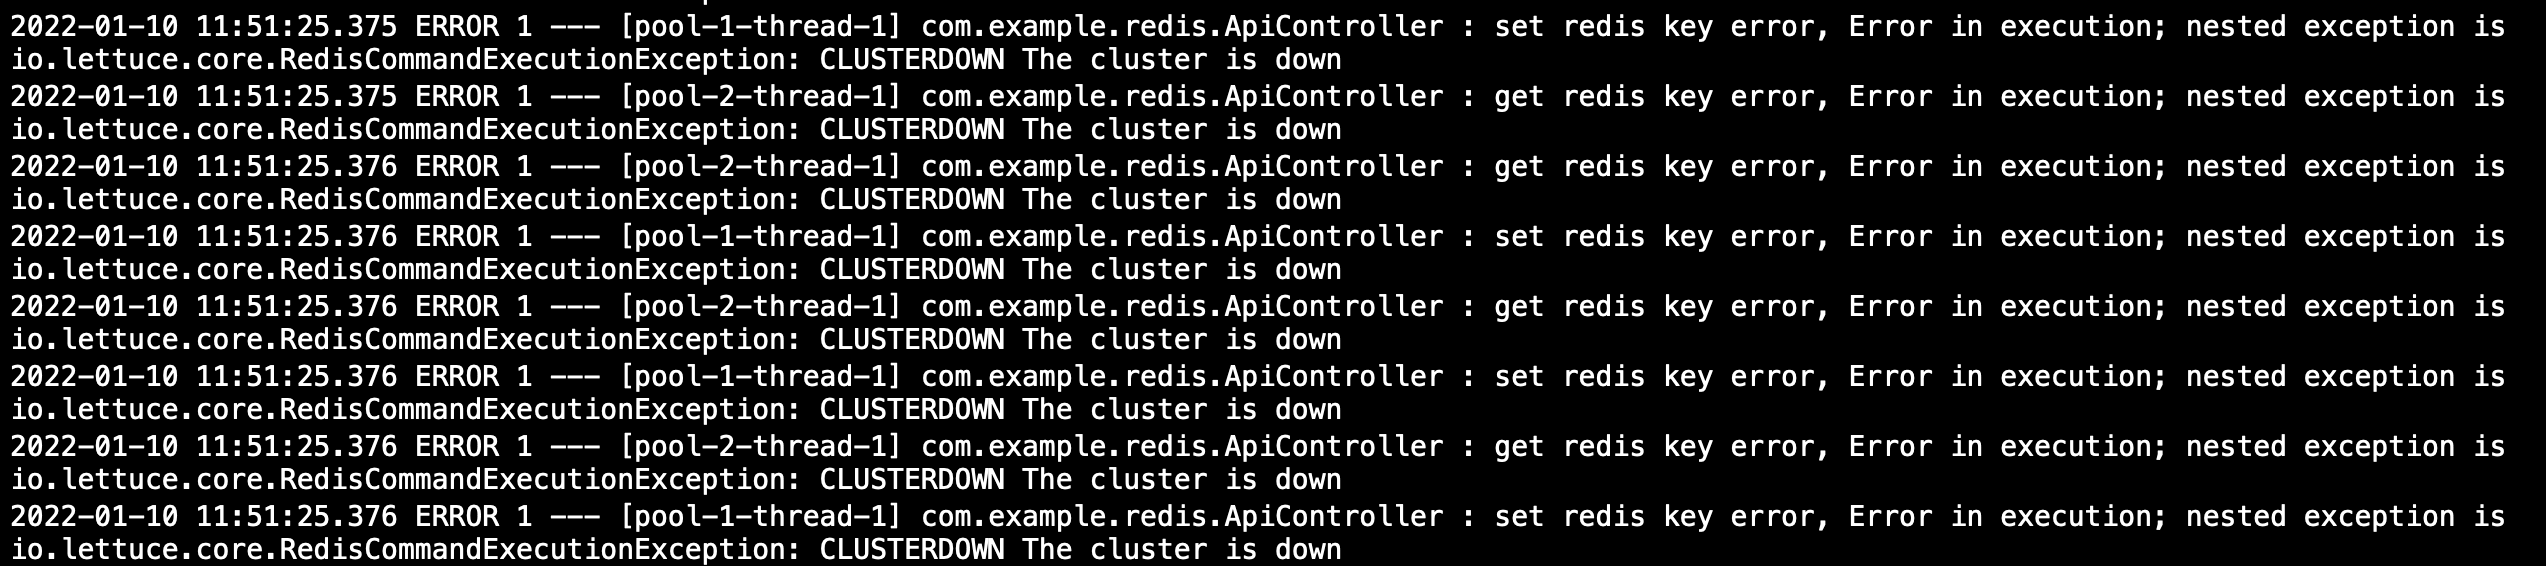 2022-01-10 11:51:25.375 ERROR 1 --- [pool-1-thread-1] com.example.redis.ApiController : set redis key error, Error in execution; nested exception is
io.lettuce.core.RedisCommandExecutionException: CLUSTERDOWN The cluster is down
2022-01-10 11:51:25.375 ERROR 1 --- [pool-2-thread-1] com.example.redis.ApiController : get redis key error, Error in execution; nested exception is
io.lettuce.core.RedisCommandExecutionException: CLUSTERDOWN The cluster is down
2022-01-10 11:51:25.376 ERROR 1 --- [pool-2-thread-1] com.example.redis.ApiController : get redis key error, Error in execution; nested exception is
io.lettuce.core.RedisCommandExecutionException: CLUSTERDOWN The cluster is down
2022-01-10 11:51:25.376 ERROR 1 --- [pool-1-thread-1] com.example.redis.ApiController : set redis key error, Error in execution; nested exception is
io.lettuce.core.RedisCommandExecutionException: CLUSTERDOWN The cluster is down
2022-01-10 11:51:25.376 ERROR 1 --- [pool-2-thread-1] com.example.redis.ApiController : get redis key error, Error in execution; nested exception is
io.lettuce.core.RedisCommandExecutionException: CLUSTERDOWN The cluster is down
2022-01-10 11:51:25.376 ERROR 1 --- [pool-1-thread-1] com.example.redis.ApiController : set redis key error, Error in execution; nested exception is
io.lettuce.core.RedisCommandExecutionException: CLUSTERDOWN The cluster is down
2022-01-10 11:51:25.376 ERROR 1 --- [pool-2-thread-1] com.example.redis.ApiController : get redis key error, Error in execution; nested exception is
io.lettuce.core.RedisCommandExecutionException: CLUSTERDOWN The cluster is down
2022-01-10 11:51:25.376 ERROR 1 --- [pool-1-thread-1] com.example.redis.ApiController : set redis key error, Error in execution; nested exception is
io.lettuce.core.RedisCommandExecutionException: CLUSTERDOWN The cluster is down